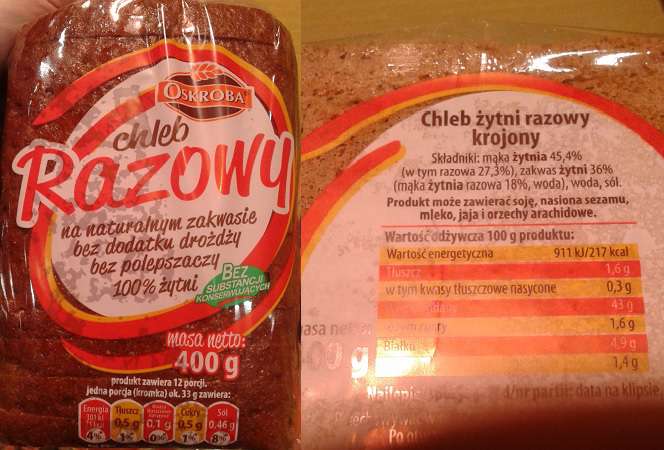 OSKROBA
chleb
RAZOWY
na naturalnym zakwasie
bez dodatku drożdży
bez polepszaczy
100% żytni
BEZ
SUBSTANCJI
KONSERWUJĄCYCH
masa netto:
400 g
produkt zawiera 12 porcji.
jedna porcja (kromka) ok. 33 g zawiera:
Energia
4%
Tłuszcz
0,5 g
1%
0,1 g
0%
Cukry
0,5 g
1%
Sól
0,46 g
8%
Chleb żytni razowy
krojony
Składniki: mąka żytnia 45,4%
(w tym razowa 27,3%), zakwas żytni 36%
(mąka żytnia razowa 18%, woda), woda, sól.
Produkt może zawierać soję, nasiona sezamu,
mleko, jaja i orzechy arachidowe.
Wartość odżywcza 100 g produktu:
Wartość energetyczna 911 kJ/217 kcal
Tłuszcz 1,6 g
w tym kwasy tłuszczowe nasycone 0,3 g
43 g
1,6 g
Białko 4,9 g
1,4 g
data na klipsie